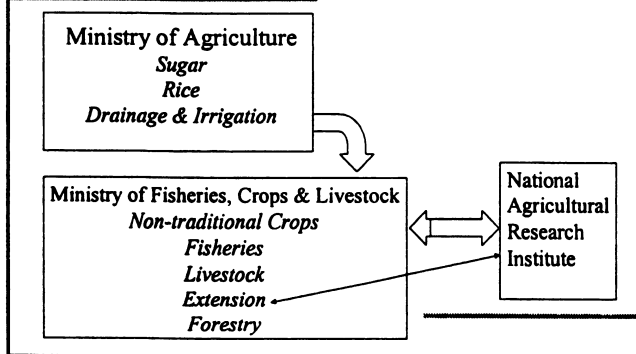 Ministry of Agriculture
Sugar
Rice
Drainage & Irrigation
Ministry of Fisheries, Crops & Livestock
Non-traditional Crops
Fisheries
Livestock
Extension
Forestry
National
Agricultural
Research
Institute